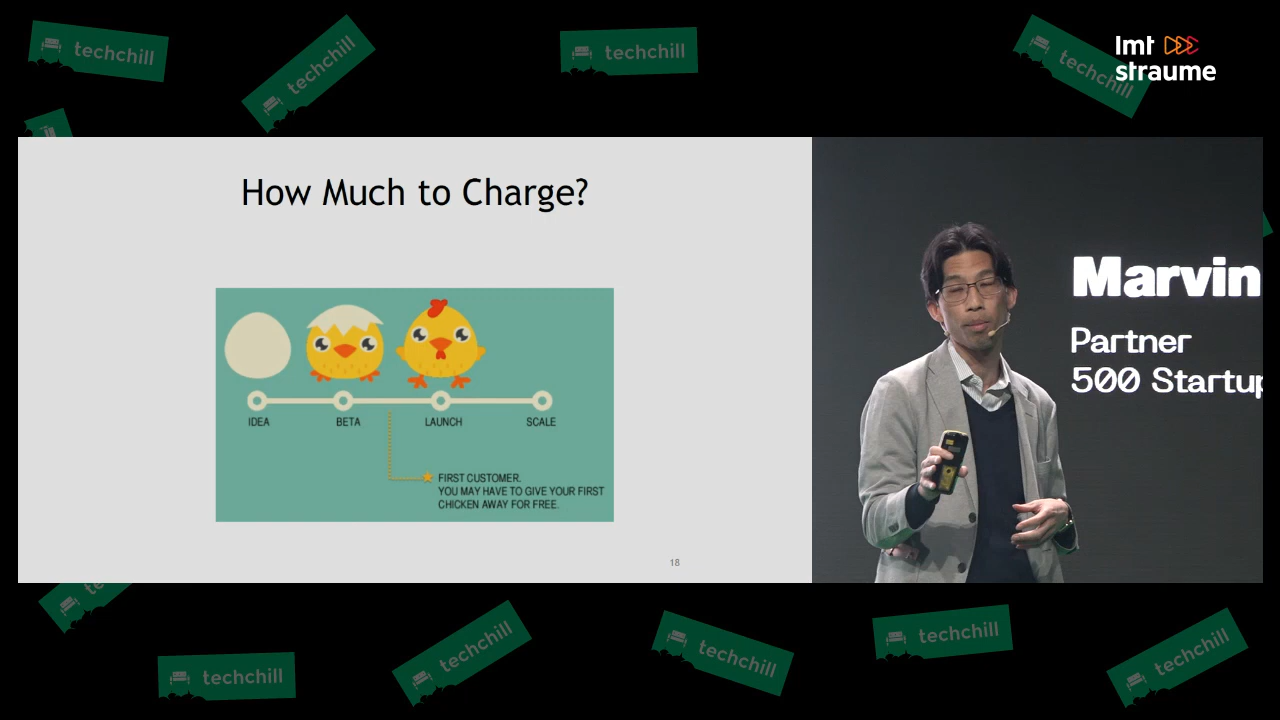 techchill
techchill
techchill
techchill
lmt
straume
How Much to Charge?
IDEA
BETA
LAUNCH
SCALE
FIRST CUSTOMER.
YOU MAY HAVE TO GIVE YOUR FIRST
CHICKEN AWAY FOR FREE.
18
Marvin
Partner
500 Startup
techchill
techchill
techchill
techchill
techchill